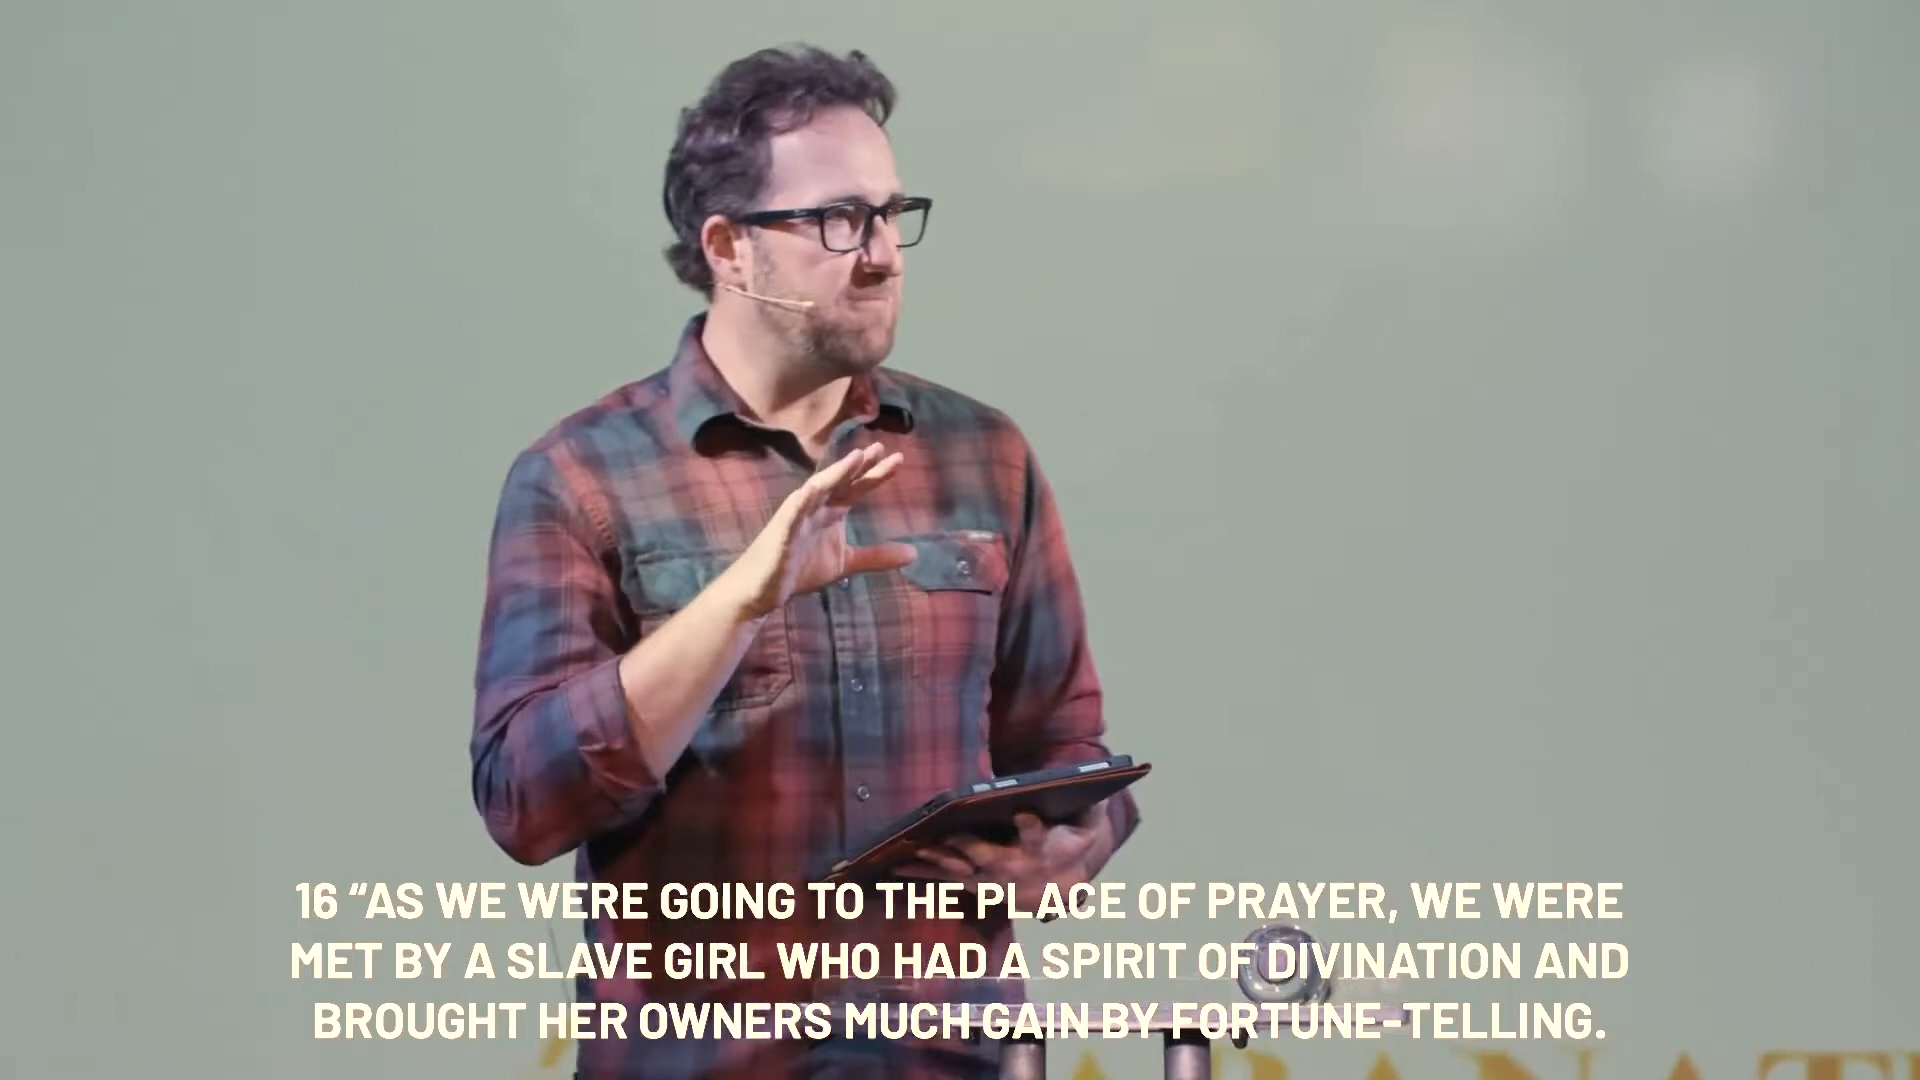 16 “AS WE WERE GOING TO THE PLACE OF PRAYER, WE WERE
MET BY A SLAVE GIRL WHO HAD A SPIRIT OF DIVINATION AND
BROUGHT HER OWNERS MUCH GAIN BY FORTUNE-TELLING.